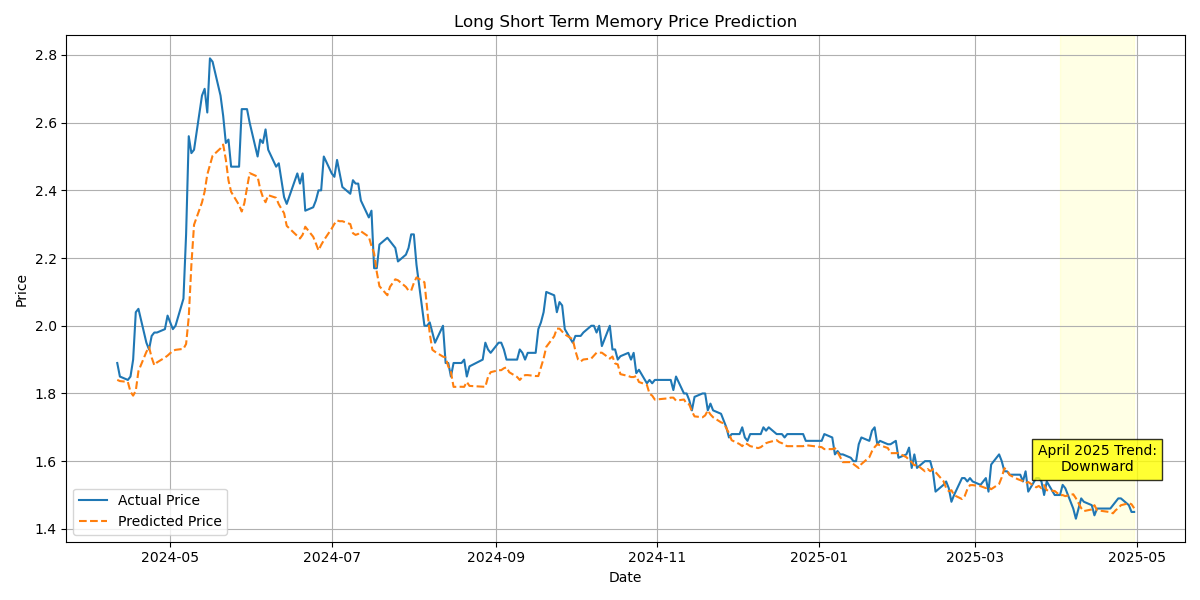 Long Short Term Memory Price Prediction
2.8
2.6
2.4
2.2
2.0
1.8
1.6
1.4
Price
April 2025 Trend:
Downward
Actual Price
Predicted Price
2024-05 2024-07 2024-09 2024-11 2025-01 2025-03 2025-05
Date